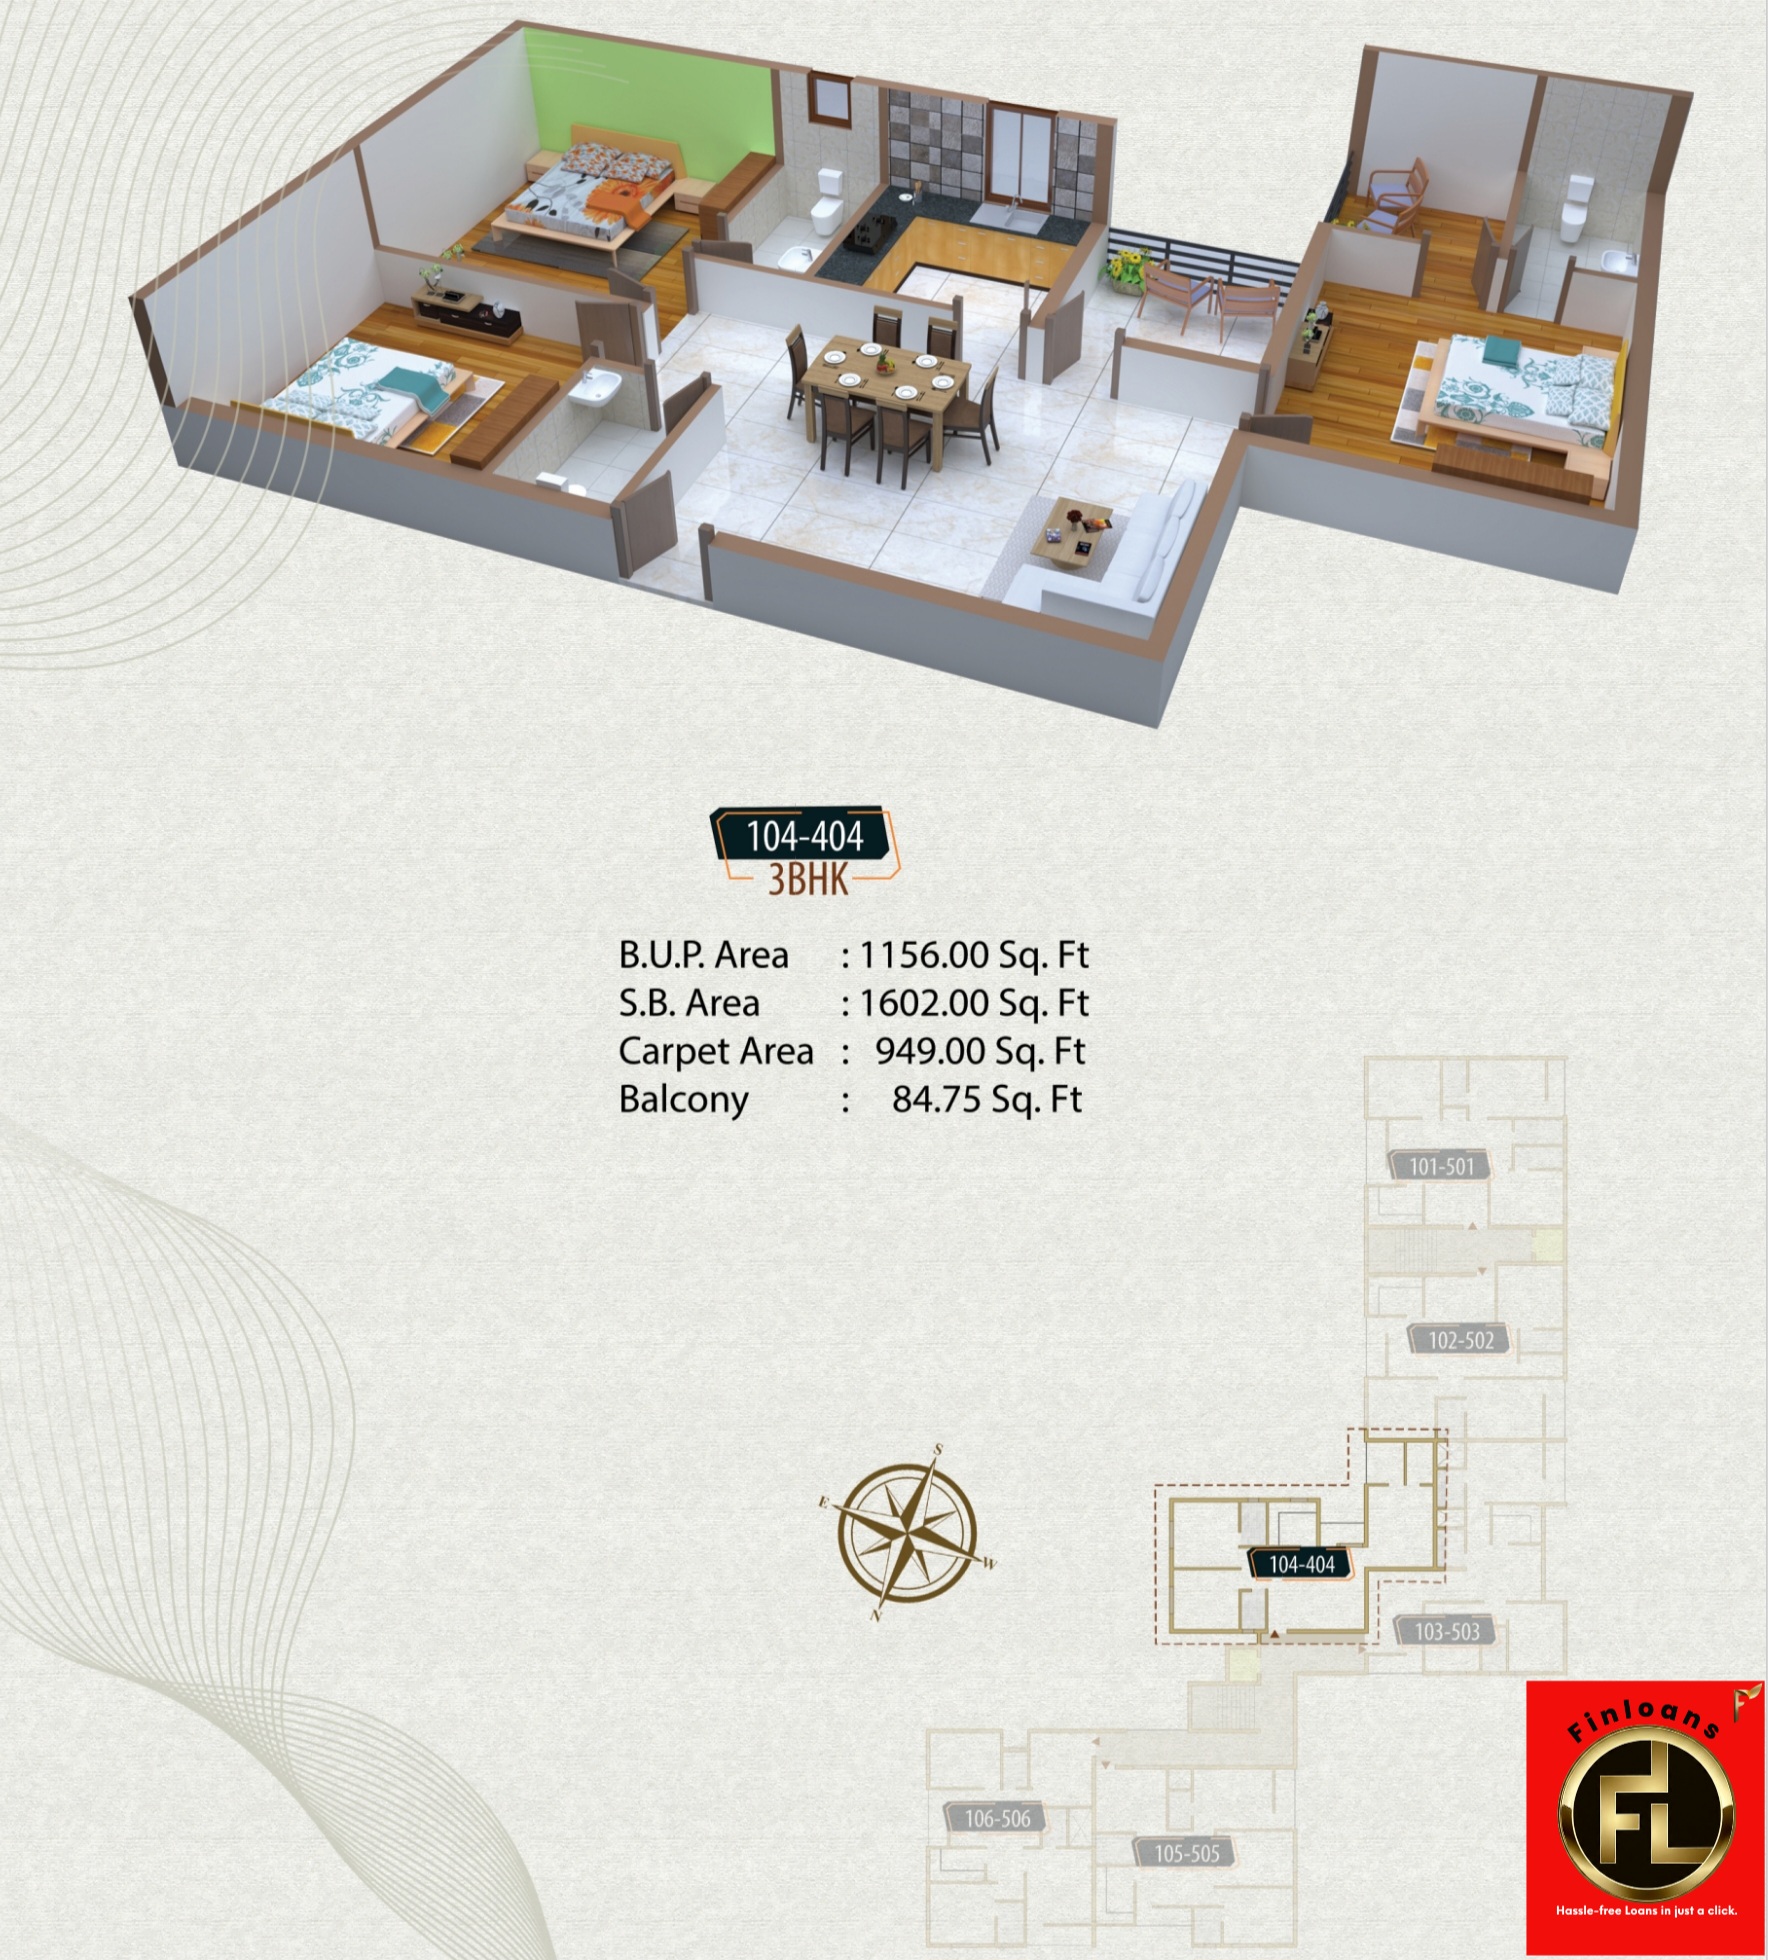 104-404
3BHK
B.U.P. Area : 1156.00 Sq. Ft
S.B. Area : 1602.00 Sq. Ft
Carpet Area : 949.00 Sq. Ft
Balcony : 84.75 Sq. Ft
101-501
102-502
S
E
W
N
104-404
103-503
106-506
105-505
Finloans
F
FL
Hassle-free Loans in just a click.